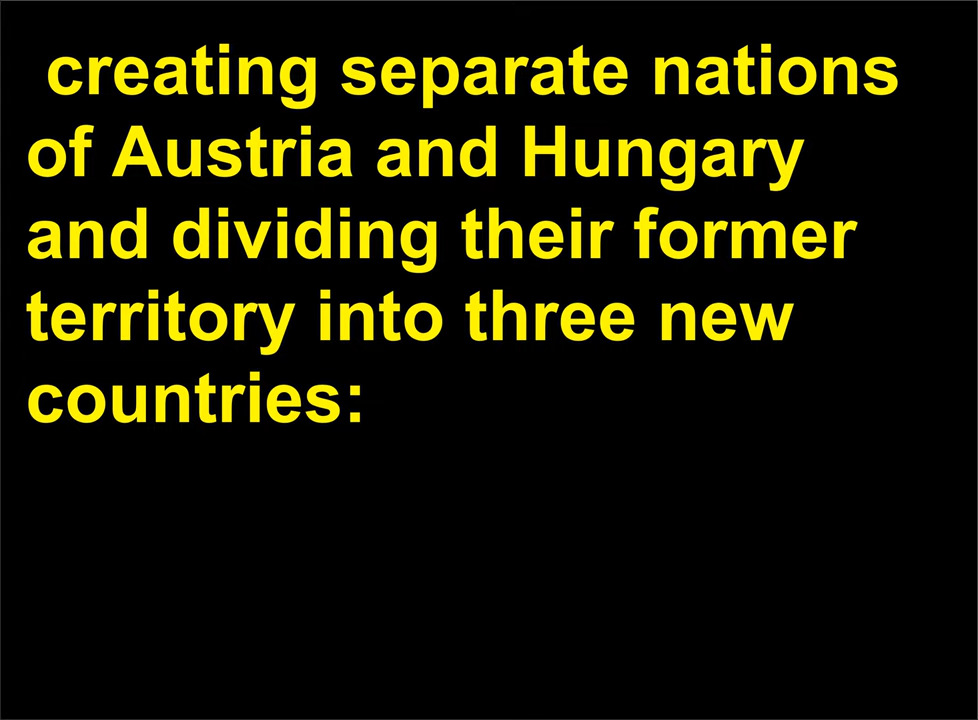 creating separate nations
of Austria and Hungary
and dividing their former
territory into three new
countries: